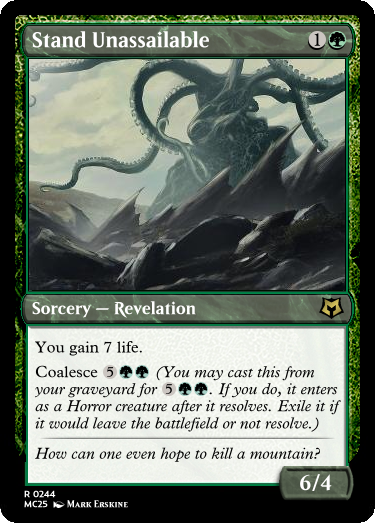 Stand Unassailable 1
Sorcery — Revelation
You gain 7 life.
Coalesce 5 (You may cast this from
your graveyard for 5. If you do, it enters
as a Horror creature after it resolves. Exile it if
it would leave the battlefield or not resolve.)
How can one even hope to kill a mountain?
6/4
R 0244
MC25 Mark Erskine